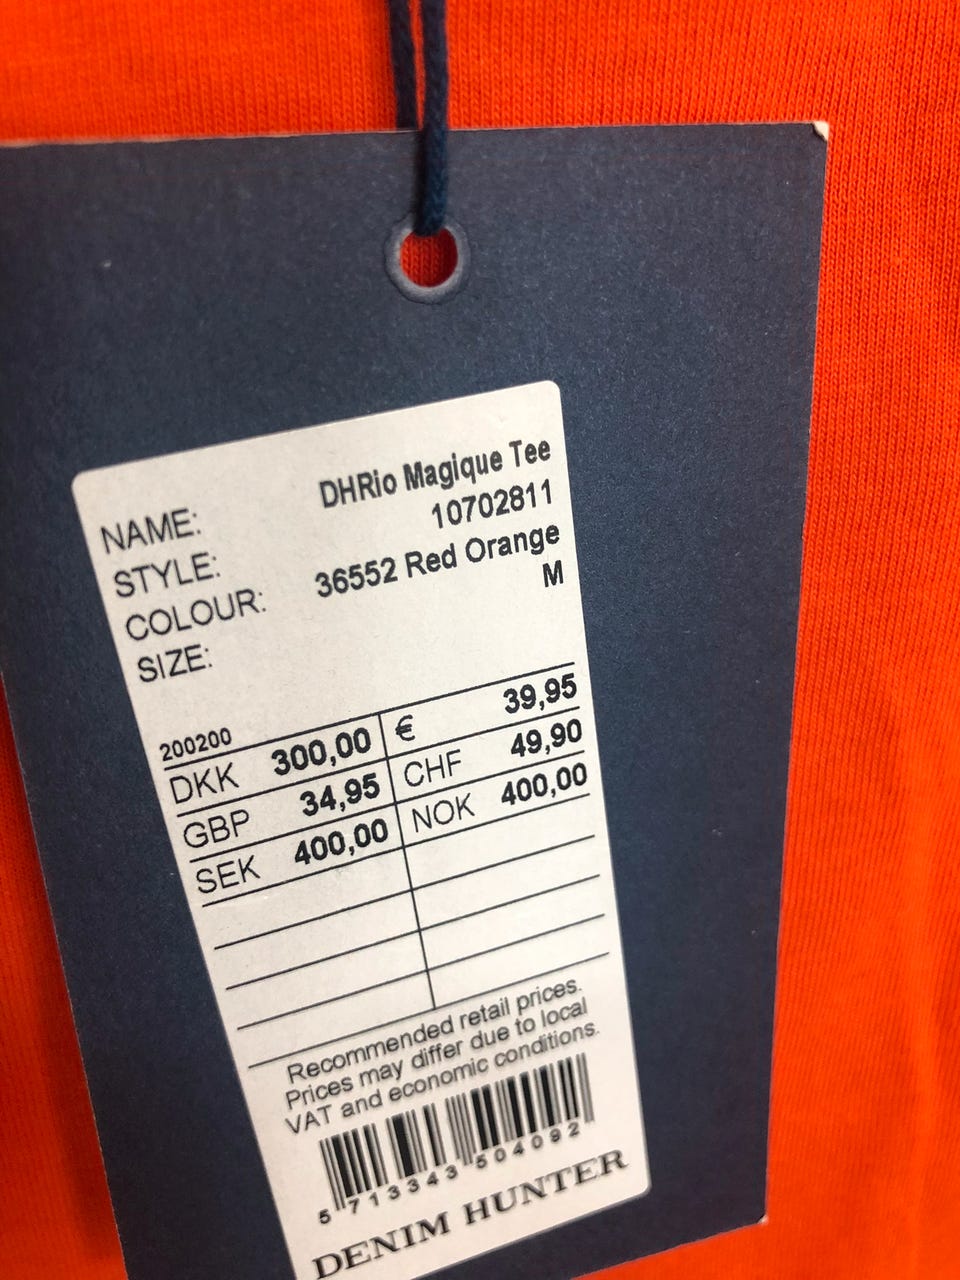 NAME: DHRio Magique Tee
STYLE: 10702811
COLOUR: 36552 Red Orange
SIZE: M
200200
DKK 300,00 € 39,95
GBP 34,95 CHF 49,90
SEK 400,00 NOK 400,00
Recommended retail prices.
Prices may differ due to local
VAT and economic conditions.
5 713343 504092
DENIM HUNTER